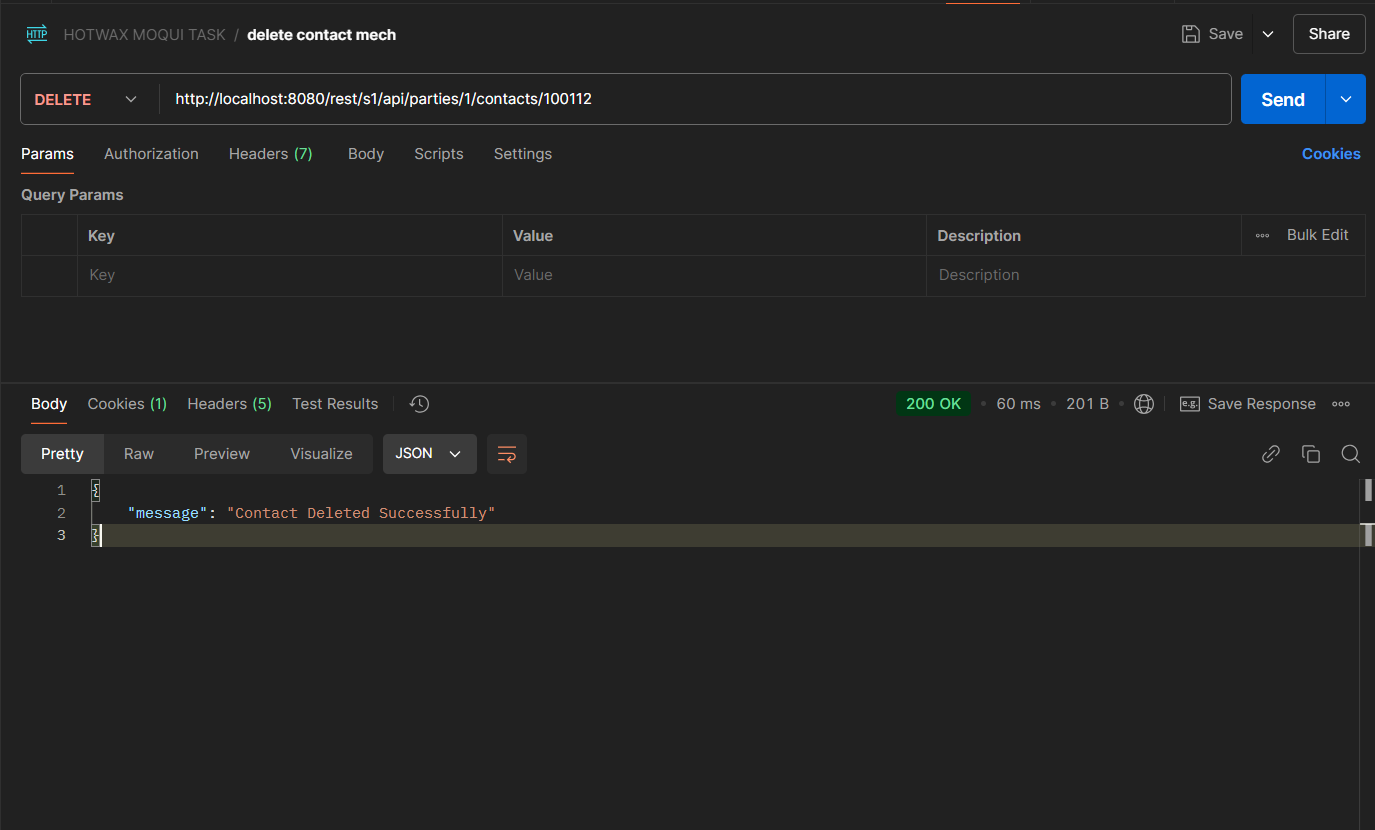 HTTP HOTWAX MOQUI TASK / delete contact mech Save Share
DELETE http://localhost:8080/rest/s1/api/parties/1/contacts/100112 Send
Params Authorization Headers (7) Body Scripts Settings Cookies
Query Params
Key Value Description Bulk Edit
Key Value Description
Body Cookies (1) Headers (5) Test Results 200 OK • 60 ms • 201 B • e.g. Save Response
Pretty Raw Preview Visualize JSON
1 {
2 "message": "Contact Deleted Successfully"
3 }